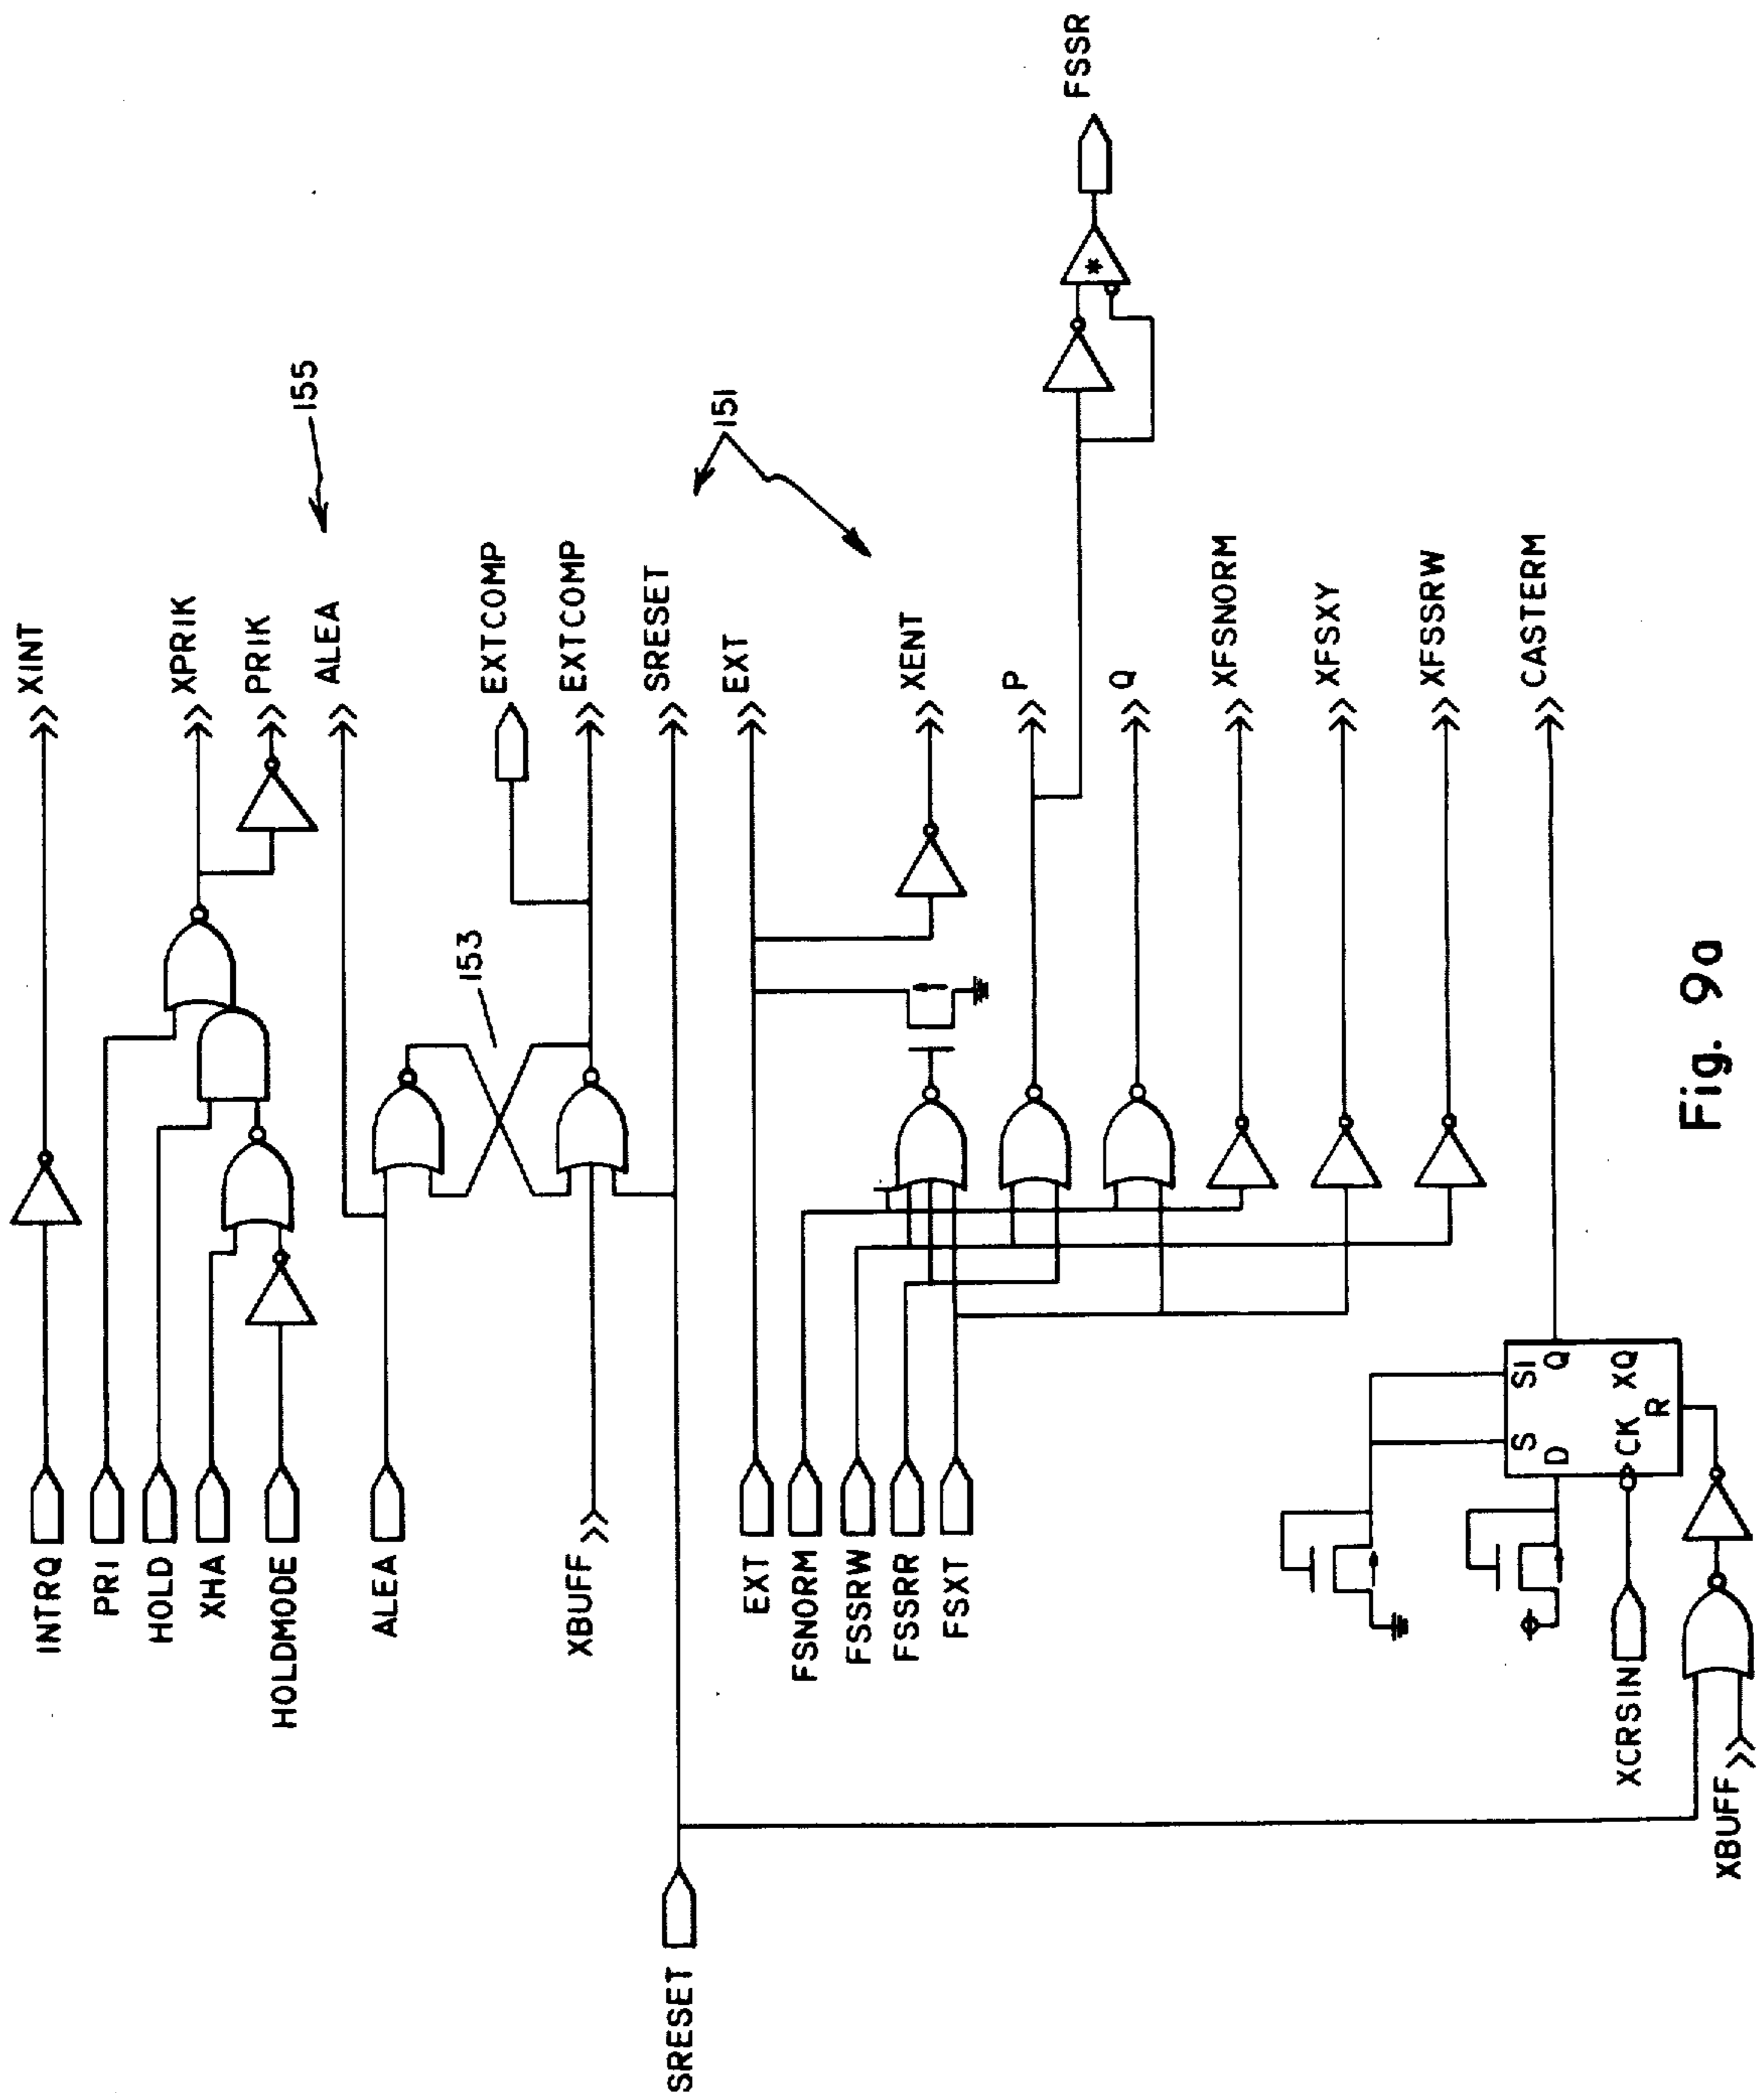 INTRQ
XINT
PRI
HOLD
XHA
HOLDMODE
XPRIK
PRIK
155
ALEA
ALEA
153
EXTCOMP
EXTCOMP
XBUFF
SRESET
SRESET
151
EXT
EXT
FSNORM
FSSRW
FSSRR
FSXT
XENT
P
Q
*
FSSR
XFSNORM
XFSXY
XFSSRW
S SI
D Q
CK XQ
R
CASTERM
XCRSIN
XBUFF
Fig. 9a